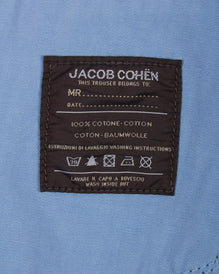 JACOB COHËN
THIS TROUSER BELONGS TO:
MR
DATE
100% COTONE-COTTON
COTON-BAUMWOLLE
ISTRUZIONI DI LAVAGGIO WASHING INSTRUCTIONS
LAVARE IL CAPO A ROVESCIO
WASH INSIDE OUT